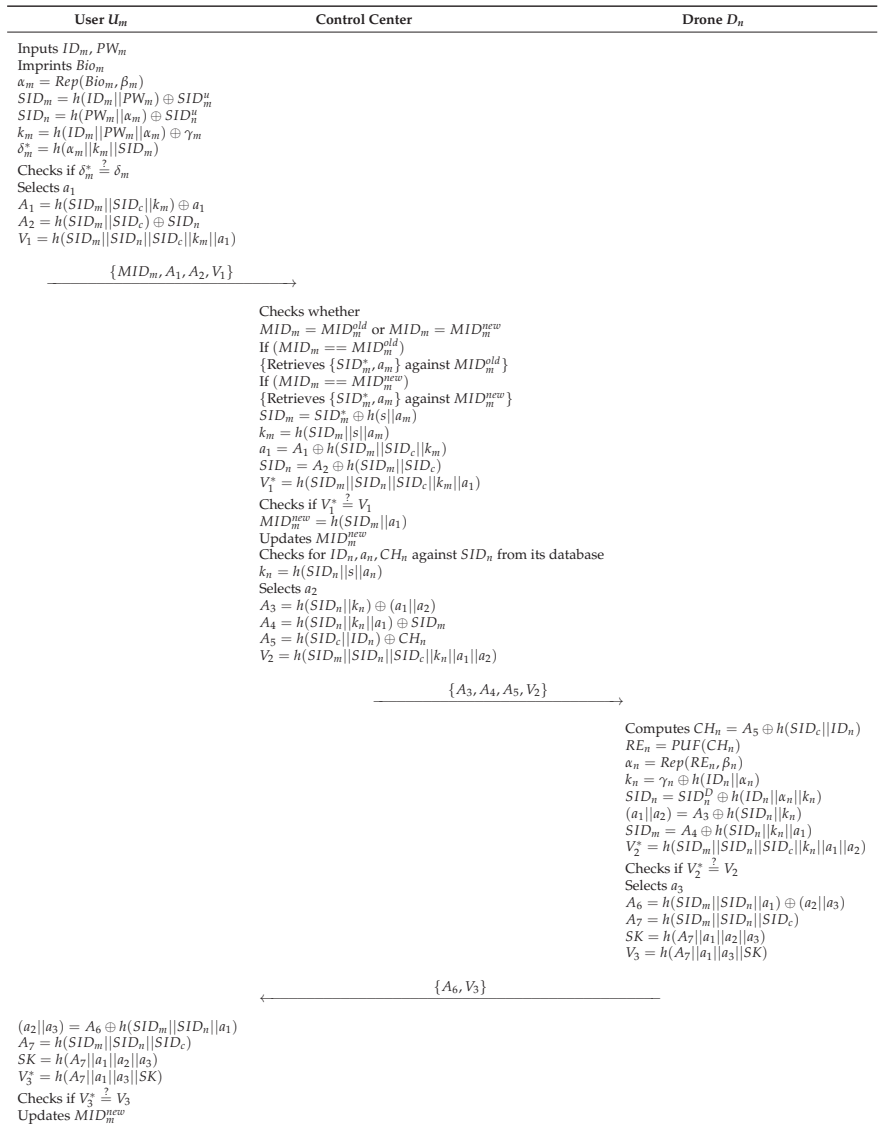 User U_m Control Center Drone D_n
Inputs ID_m, PW_m
Imprints Bio_m
α_m = Rep(Bio_m, β_m)
SID_m = h(ID_m||PW_m) ⊕ SID_m^u
SID_n = h(PW_m||α_m) ⊕ SID_n^u
k_m = h(ID_m||PW_m||α_m) ⊕ γ_m
δ_m^* = h(α_m||k_m||SID_m)
Checks if δ_m^* ≟ δ_m
Selects a_1
A_1 = h(SID_m||SID_c||k_m) ⊕ a_1
A_2 = h(SID_m||SID_c) ⊕ SID_n
V_1 = h(SID_m||SID_n||SID_c||k_m||a_1)
{MID_m, A_1, A_2, V_1}
Checks whether
MID_m = MID_m^old or MID_m = MID_m^new
If (MID_m == MID_m^old)
{Retrieves {SID_m^*, a_m} against MID_m^old}
If (MID_m == MID_m^new)
{Retrieves {SID_m^*, a_m} against MID_m^new}
SID_m = SID_m^* ⊕ h(s||a_m)
k_m = h(SID_m||s||a_m)
a_1 = A_1 ⊕ h(SID_m||SID_c||k_m)
SID_n = A_2 ⊕ h(SID_m||SID_c)
V_1^* = h(SID_m||SID_n||SID_c||k_m||a_1)
Checks if V_1^* ≟ V_1
MID_m^new = h(SID_m||a_1)
Updates MID_m^new
Checks for ID_n, a_n, CH_n against SID_n from its database
k_n = h(SID_n||s||a_n)
Selects a_2
A_3 = h(SID_n||k_n) ⊕ (a_1||a_2)
A_4 = h(SID_n||k_n||a_1) ⊕ SID_m
A_5 = h(SID_c||ID_n) ⊕ CH_n
V_2 = h(SID_m||SID_n||SID_c||k_n||a_1||a_2)
{A_3, A_4, A_5, V_2}
Computes CH_n = A_5 ⊕ h(SID_c||ID_n)
RE_n = PUF(CH_n)
α_n = Rep(RE_n, β_n)
k_n = γ_n ⊕ h(ID_n||α_n)
SID_n = SID_n^D ⊕ h(ID_n||α_n||k_n)
(a_1||a_2) = A_3 ⊕ h(SID_n||k_n)
SID_m = A_4 ⊕ h(SID_n||k_n||a_1)
V_2^* = h(SID_m||SID_n||SID_c||k_n||a_1||a_2)
Checks if V_2^* ≟ V_2
Selects a_3
A_6 = h(SID_m||SID_n||a_1) ⊕ (a_2||a_3)
A_7 = h(SID_m||SID_n||SID_c)
SK = h(A_7||a_1||a_2||a_3)
V_3 = h(A_7||a_1||a_3||SK)
{A_6, V_3}
(a_2||a_3) = A_6 ⊕ h(SID_m||SID_n||a_1)
A_7 = h(SID_m||SID_n||SID_c)
SK = h(A_7||a_1||a_2||a_3)
V_3^* = h(A_7||a_1||a_3||SK)
Checks if V_3^* ≟ V_3
Updates MID_m^new